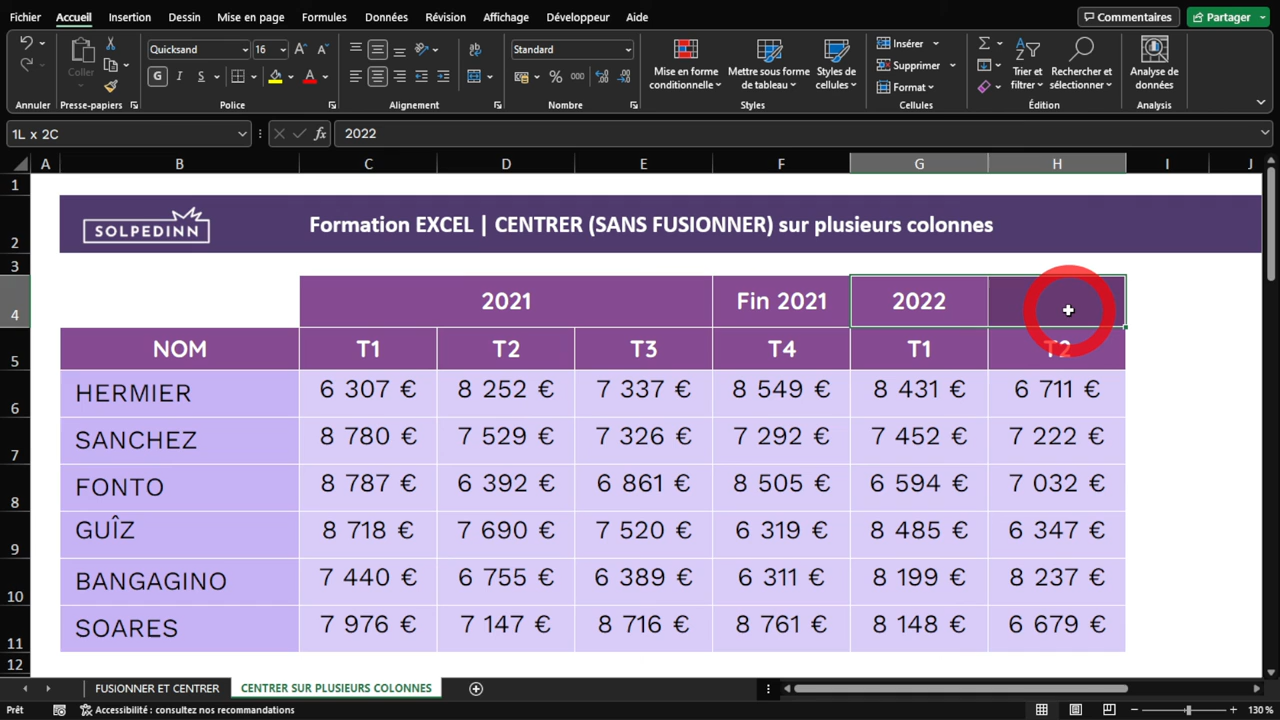 Fichier Accueil Insertion Dessin Mise en page Formules Données Révision Affichage Développeur Aide Commentaires Partager
Coller
Quicksand 16
G I S A A A
Standard
% 000
Mise en forme conditionnelle
Mettre sous forme de tableau
Styles de cellules
Insérer
Supprimer
Format
Trier et filtrer
Rechercher et sélectionner
Analyse de données
Annuler Presse-papiers Police Alignement Nombre Styles Cellules Édition Analysis
1L x 2C fx 2022
A B C D E F G H I J
1
2 SOLPEDINN Formation EXCEL | CENTRER (SANS FUSIONNER) sur plusieurs colonnes
3
4 2021 Fin 2021 2022
5 NOM T1 T2 T3 T4 T1 T2
6 HERMIER 6 307 € 8 252 € 7 337 € 8 549 € 8 431 € 6 711 €
7 SANCHEZ 8 780 € 7 529 € 7 326 € 7 292 € 7 452 € 7 222 €
8 FONTO 8 787 € 6 392 € 6 861 € 8 505 € 6 594 € 7 032 €
9 GUÎZ 8 718 € 7 690 € 7 520 € 6 319 € 8 485 € 6 347 €
10 BANGAGINO 7 440 € 6 755 € 6 389 € 6 311 € 8 199 € 8 237 €
11 SOARES 7 976 € 7 147 € 8 716 € 8 761 € 8 148 € 6 679 €
12
FUSIONNER ET CENTRER CENTRER SUR PLUSIEURS COLONNES
Prêt Accessibilité : consultez nos recommandations 130 %